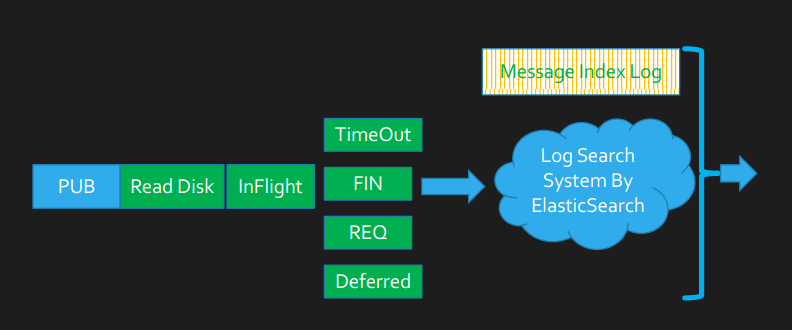 Message Index Log
TimeOut
PUB
Read Disk
InFlight
FIN
REQ
Deferred
Log Search
System By
ElasticSearch